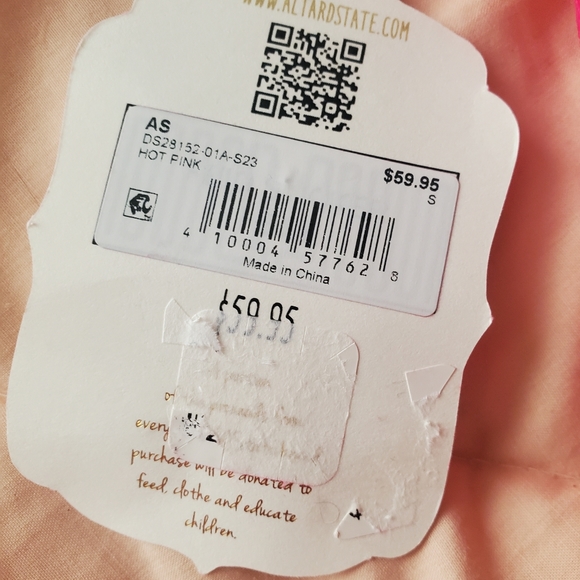 WWW.ALTARDSTATE.COM
AS
DS28152-01A-S23
HOT PINK
$59.95
S
4 10004 57762 S
Made in China
$59.95
every
purchase will be donated to
feed, clothe and educate
children.